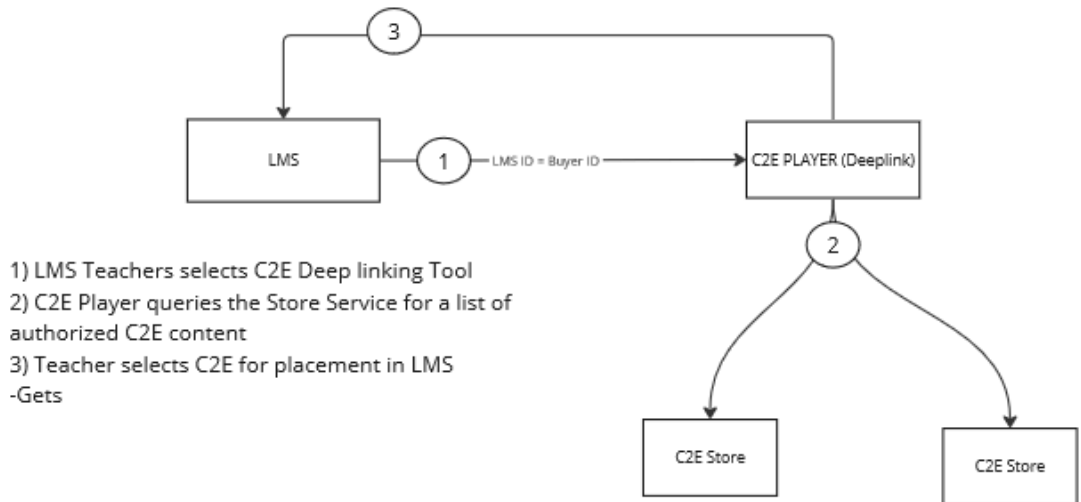 3
LMS
1
LMS ID = Buyer ID
C2E PLAYER (Deeplink)
2
1) LMS Teachers selects C2E Deep linking Tool
2) C2E Player queries the Store Service for a list of
authorized C2E content
3) Teacher selects C2E for placement in LMS
-Gets
C2E Store
C2E Store